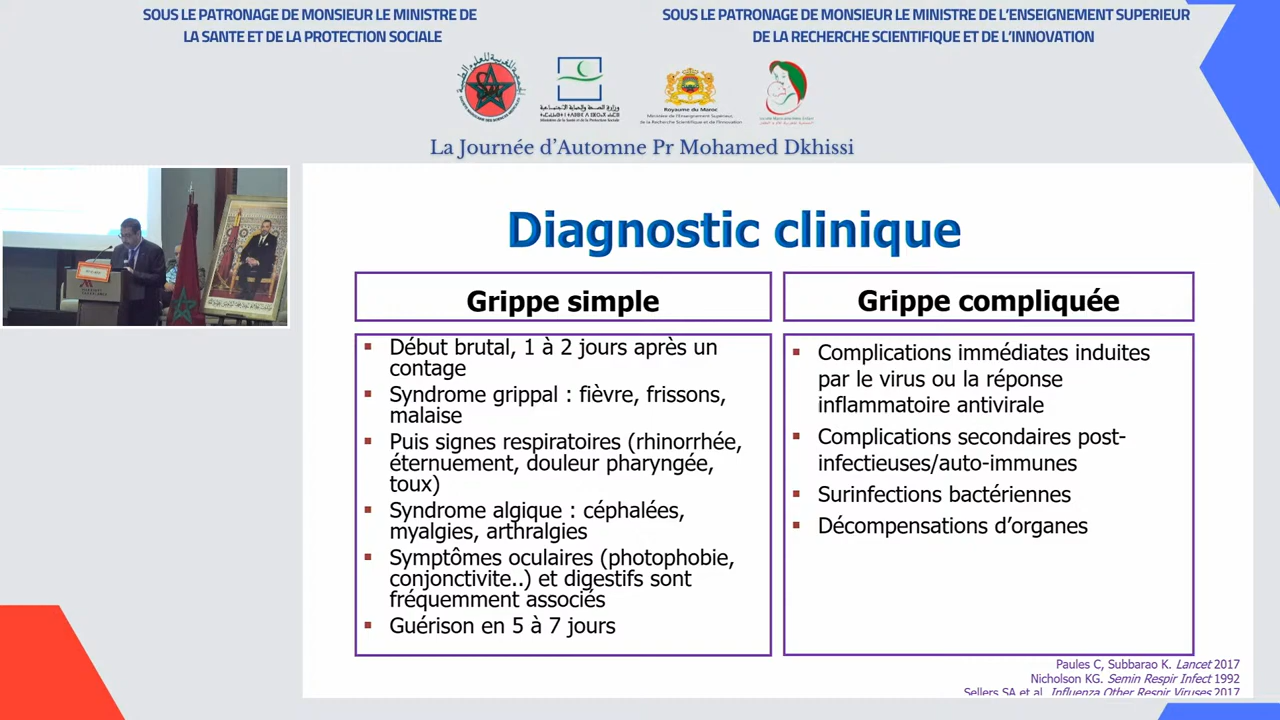 SOUS LE PATRONAGE DE MONSIEUR LE MINISTRE DE
LA SANTE ET DE LA PROTECTION SOCIALE
SOUS LE PATRONAGE DE MONSIEUR LE MINISTRE DE L'ENSEIGNEMENT SUPERIEUR
DE LA RECHERCHE SCIENTIFIQUE ET DE L'INNOVATION
Royaume du Maroc
La Journée d'Automne Pr Mohamed Dkhissi
Diagnostic clinique
Grippe simple
▪ Début brutal, 1 à 2 jours après un
contage
▪ Syndrome grippal : fièvre, frissons,
malaise
▪ Puis signes respiratoires (rhinorrhée,
éternuement, douleur pharyngée,
toux)
▪ Syndrome algique : céphalées,
myalgies, arthralgies
▪ Symptômes oculaires (photophobie,
conjonctivite..) et digestifs sont
fréquemment associés
▪ Guérison en 5 à 7 jours
Grippe compliquée
▪ Complications immédiates induites
par le virus ou la réponse
inflammatoire antivirale
▪ Complications secondaires post-
infectieuses/auto-immunes
▪ Surinfections bactériennes
▪ Décompensations d'organes
Paules C, Subbarao K. Lancet 2017
Nicholson KG. Semin Respir Infect 1992
Sellers SA et al. Influenza Other Respir Viruses 2017